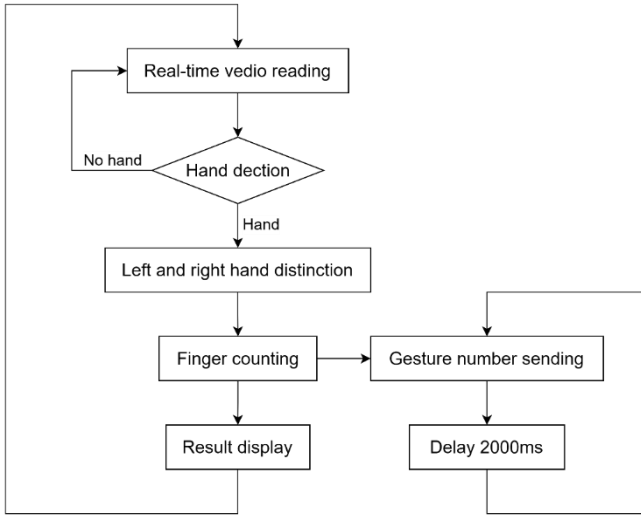 Real-time vedio reading
No hand
Hand dection
Hand
Left and right hand distinction
Finger counting
Gesture number sending
Result display
Delay 2000ms